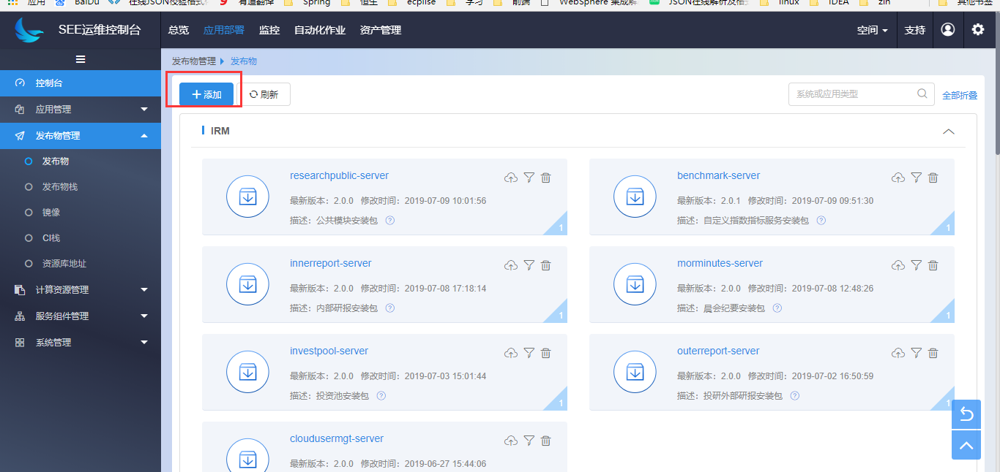 应用 BaiDu 在线JSON校验格式 有道翻译 Spring 恒生 ecplise 学习 前端 WebSphere 集成解 JSON在线解析及格式 linux IDEA zin 其他书签
SEE运维控制台 总览 应用部署 监控 自动化作业 资产管理 空间 支持
发布物管理 发布物
控制台
应用管理
发布物管理
发布物
发布物栈
镜像
CI栈
资源库地址
计算资源管理
服务组件管理
系统管理
添加 刷新 系统或应用类型 全部折叠
IRM
researchpublic-server
最新版本：2.0.0 修改时间：2019-07-09 10:01:56
描述：公共模块安装包 ?
1
benchmark-server
最新版本：2.0.1 修改时间：2019-07-09 09:51:30
描述：自定义指数指标服务安装包 ?
1
innerreport-server
最新版本：2.0.0 修改时间：2019-07-08 17:18:14
描述：内部研报安装包 ?
1
morminutes-server
最新版本：2.0.0 修改时间：2019-07-08 12:48:26
描述：晨会纪要安装包 ?
1
investpool-server
最新版本：2.0.0 修改时间：2019-07-03 15:01:44
描述：投资池安装包 ?
1
outerreport-server
最新版本：2.0.0 修改时间：2019-07-02 16:50:59
描述：投研外部研报安装包 ?
1
cloudusermgt-server
最新版本：2.0.0 修改时间：2019-06-27 15:44:06